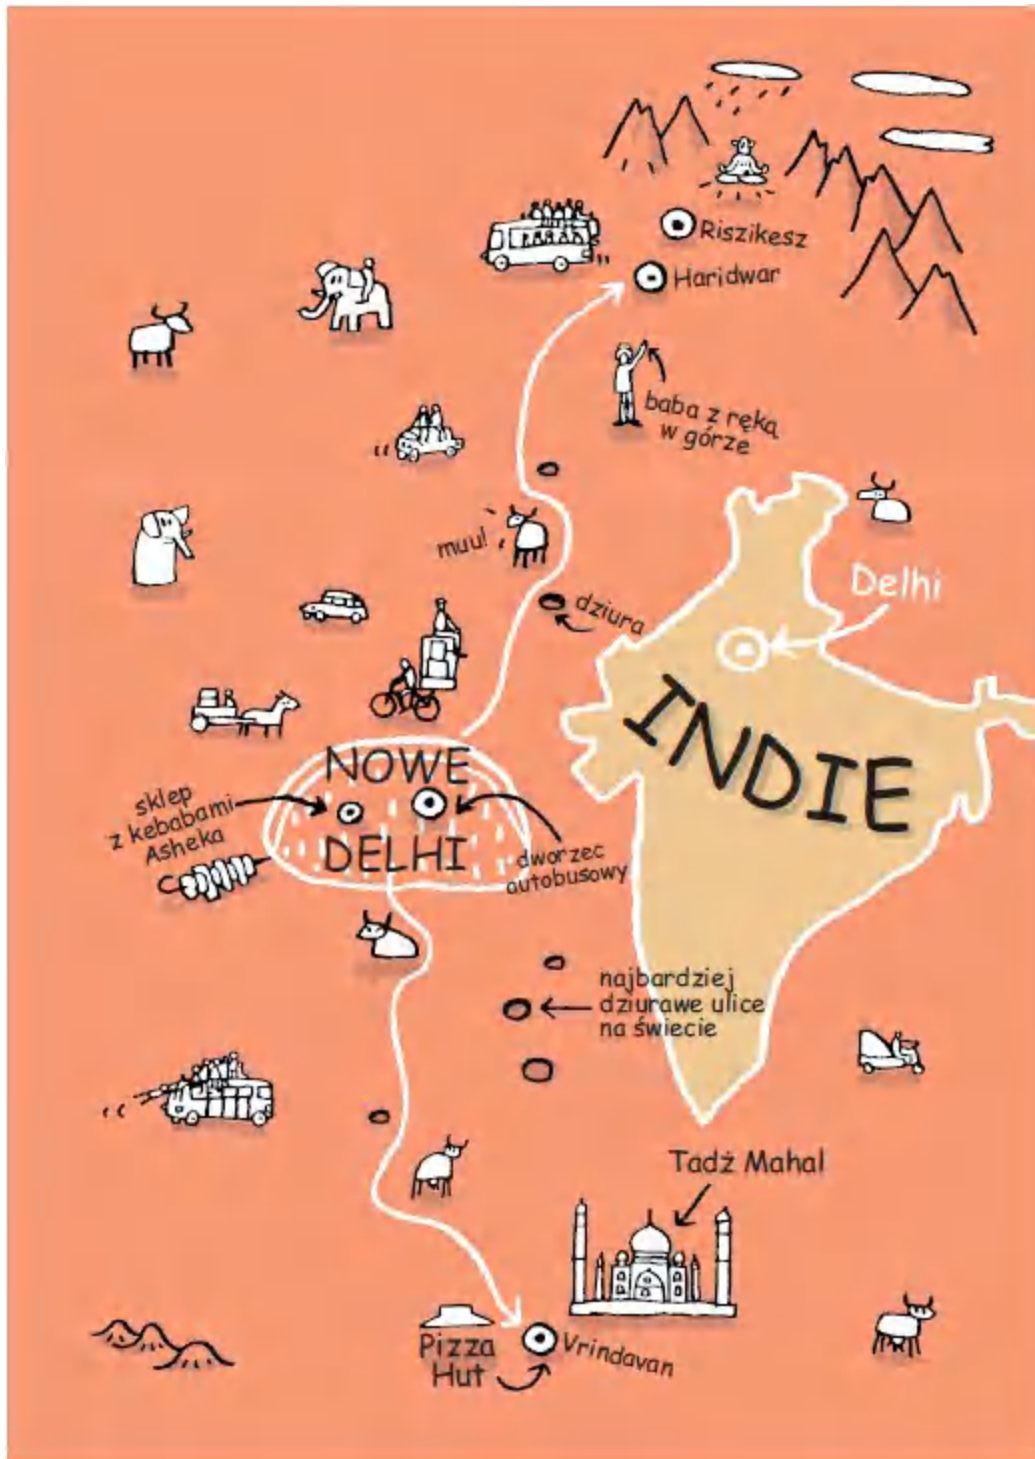 Riszikesz
Haridwar
baba z ręką
w górze
muu!
dziura
Delhi
INDIE
NOWE
DELHI
sklep
z kebabami
Asheka
dworzec
autobusowy
najbardziej
dziurawe ulice
na świecie
Tadż Mahal
Pizza
Hut
Vrindavan